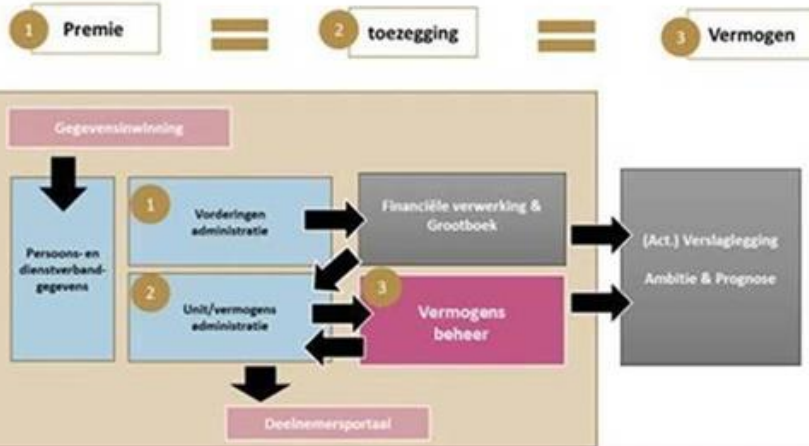 1 Premie
2 toezegging
3 Vermogen
Gegevensinwinning
Persoons- en
dienstverband-
gegevens
1
Vorderingen
administratie
Financiële verwerking &
Grootboek
2
Unit/vermogens
administratie
3
Vermogens
beheer
(Act.) Verslaglegging
Ambitie & Prognose
Deelnemersportaal